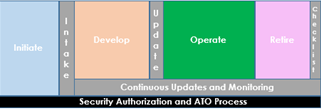 Initiate
Intake
Develop
Update
Operate
Retire
Checklist
Continuous Updates and Monitoring
Security Authorization and ATO Process